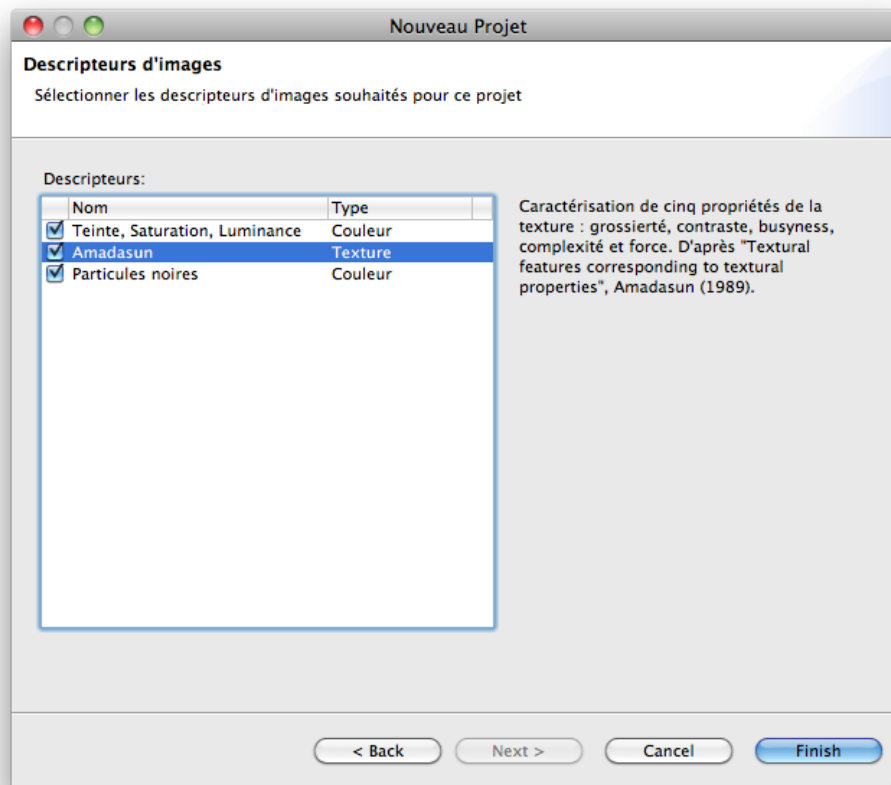 Nouveau Projet
Descripteurs d'images
Sélectionner les descripteurs d'images souhaités pour ce projet
Descripteurs:
Nom Type
Teinte, Saturation, Luminance Couleur
Amadasun Texture
Particules noires Couleur
Caractérisation de cinq propriétés de la
texture : grossierté, contraste, busyness,
complexité et force. D'après "Textural
features corresponding to textural
properties", Amadasun (1989).
< Back Next > Cancel Finish